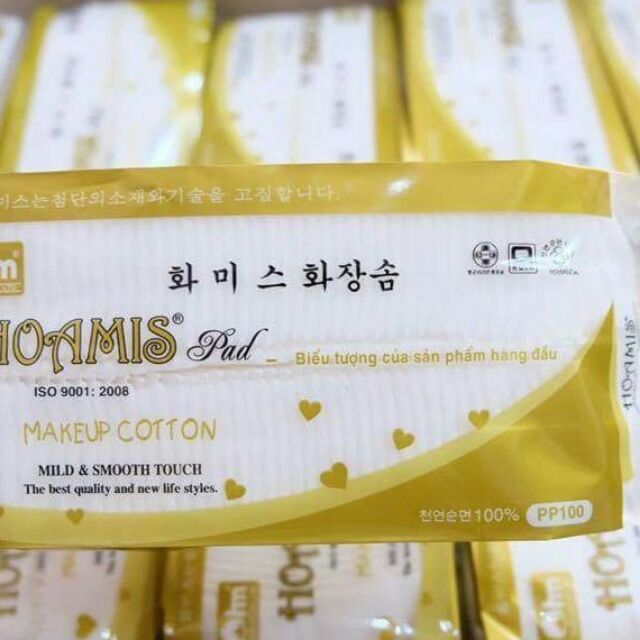 미스는첨단의소재와기술을 고집합니다.
m
화 미 스 화장솜
HOAMIS® Pad
– Biểu tượng của sản phẩm hàng đầu
ISO 9001: 2008
MAKEUP COTTON
MILD & SMOOTH TOUCH
The best quality and new life styles.
천연순면100% PP100
HOAMIS
HOA